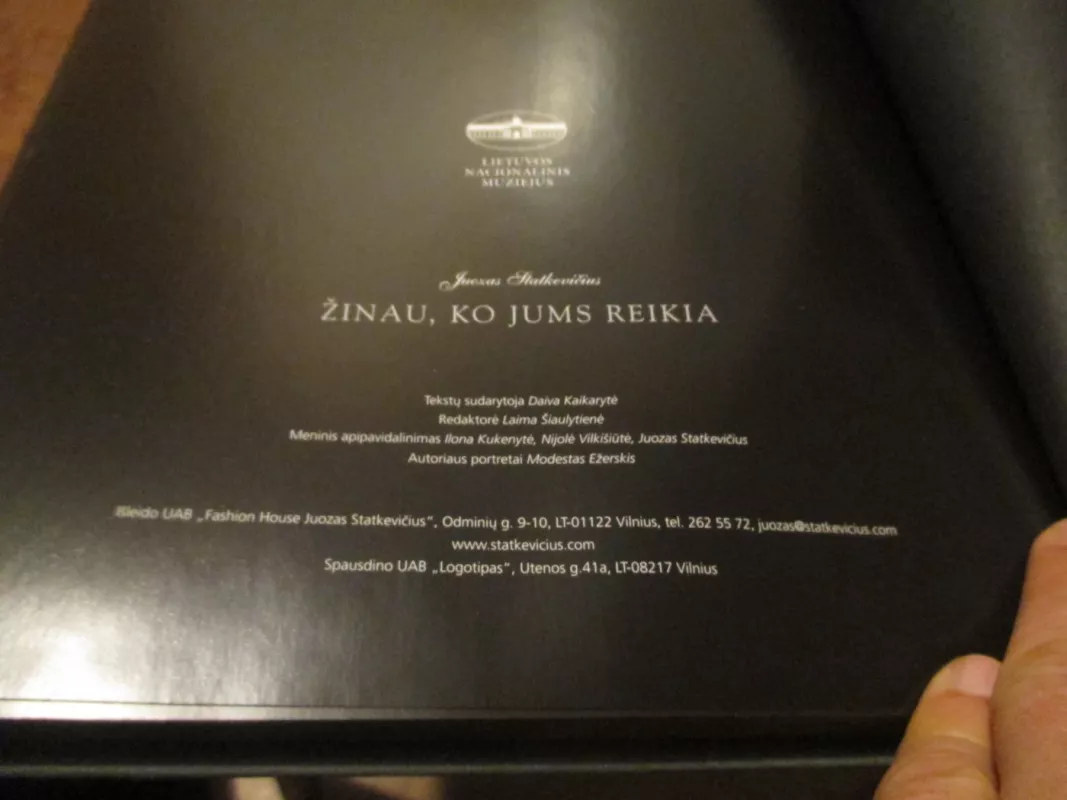 LIETUVOS
NACIONALINIS
MUZIEJUS
Juozas Statkevičius
ŽINAU, KO JUMS REIKIA
Tekstų sudarytoja Daiva Kaikarytė
Redaktorė Laima Šiaulytienė
Meninis apipavidalinimas Ilona Kukenytė, Nijolė Vilkišiūtė, Juozas Statkevičius
Autoriaus portretai Modestas Ežerskis
Išleido UAB „Fashion House Juozas Statkevičius“, Odminių g. 9-10, LT-01122 Vilnius, tel. 262 55 72, juozas@statkevicius.com
www.statkevicius.com
Spausdino UAB „Logotipas“, Utenos g.41a, LT-08217 Vilnius